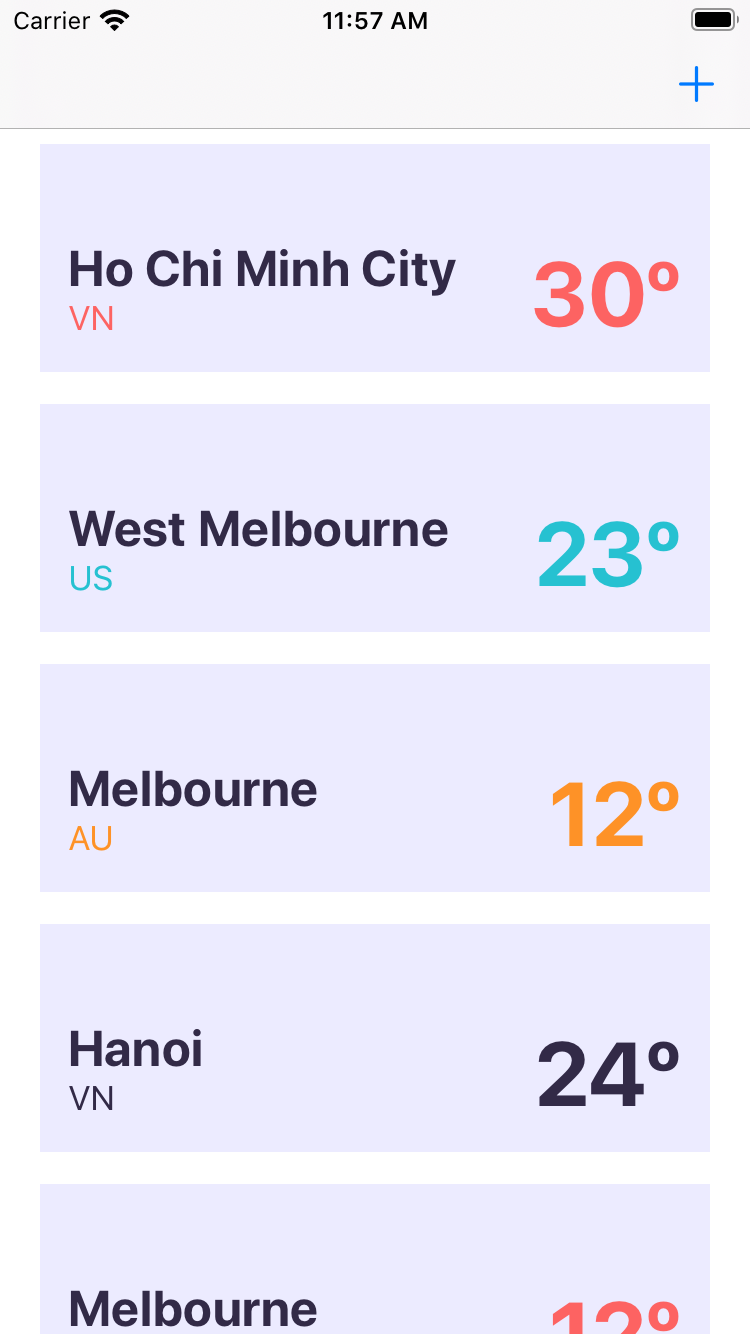 Carrier 11:57 AM
Ho Chi Minh City
VN
30º
West Melbourne
US
23º
Melbourne
AU
12º
Hanoi
VN
24º
Melbourne
12º